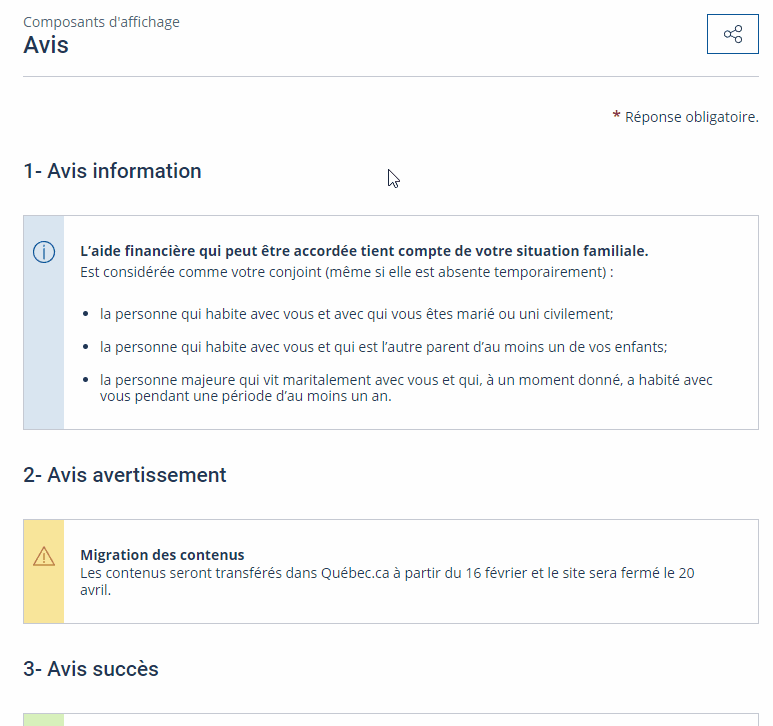 Composants d'affichage
Avis
* Réponse obligatoire.
1- Avis information
L’aide financière qui peut être accordée tient compte de votre situation familiale.
Est considérée comme votre conjoint (même si elle est absente temporairement) :
• la personne qui habite avec vous et avec qui vous êtes marié ou uni civilement;
• la personne qui habite avec vous et qui est l’autre parent d’au moins un de vos enfants;
• la personne majeure qui vit maritalement avec vous et qui, à un moment donné, a habité avec
vous pendant une période d’au moins un an.
2- Avis avertissement
Migration des contenus
Les contenus seront transférés dans Québec.ca à partir du 16 février et le site sera fermé le 20
avril.
3- Avis succès